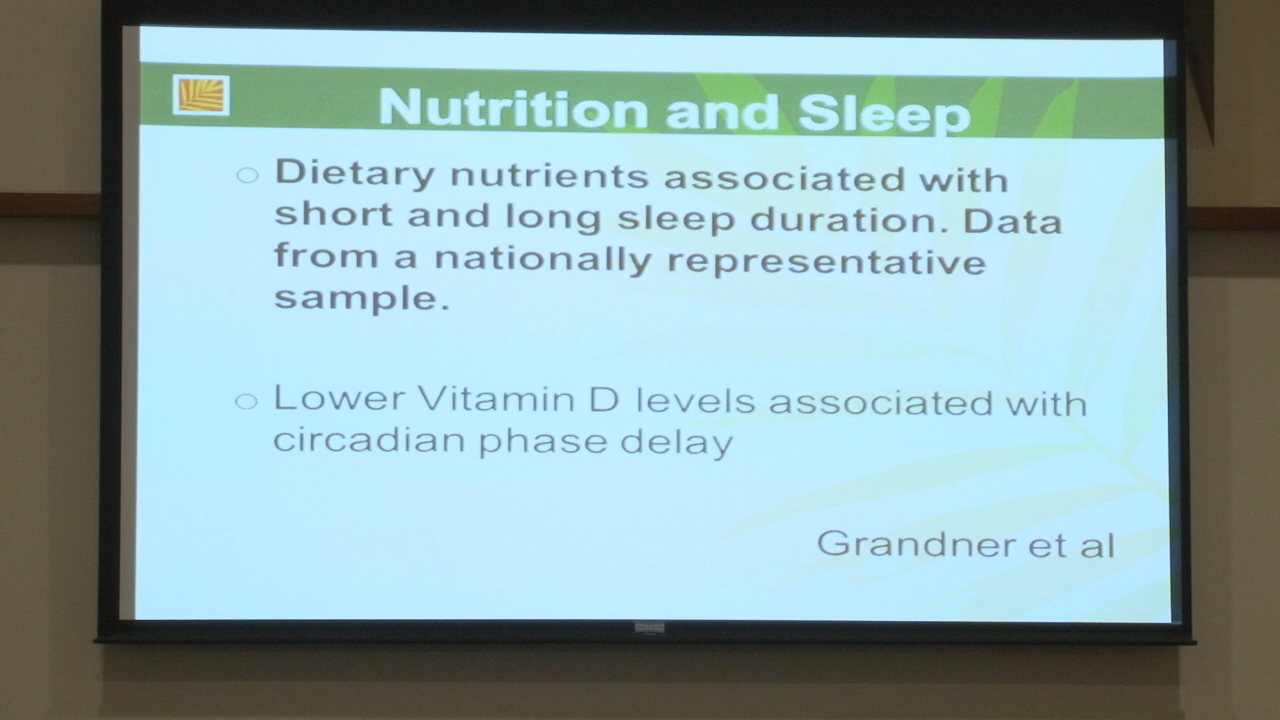 Nutrition and Sleep
Dietary nutrients associated with
short and long sleep duration. Data
from a nationally representative
sample.
Lower Vitamin D levels associated with
circadian phase delay
Grandner et al